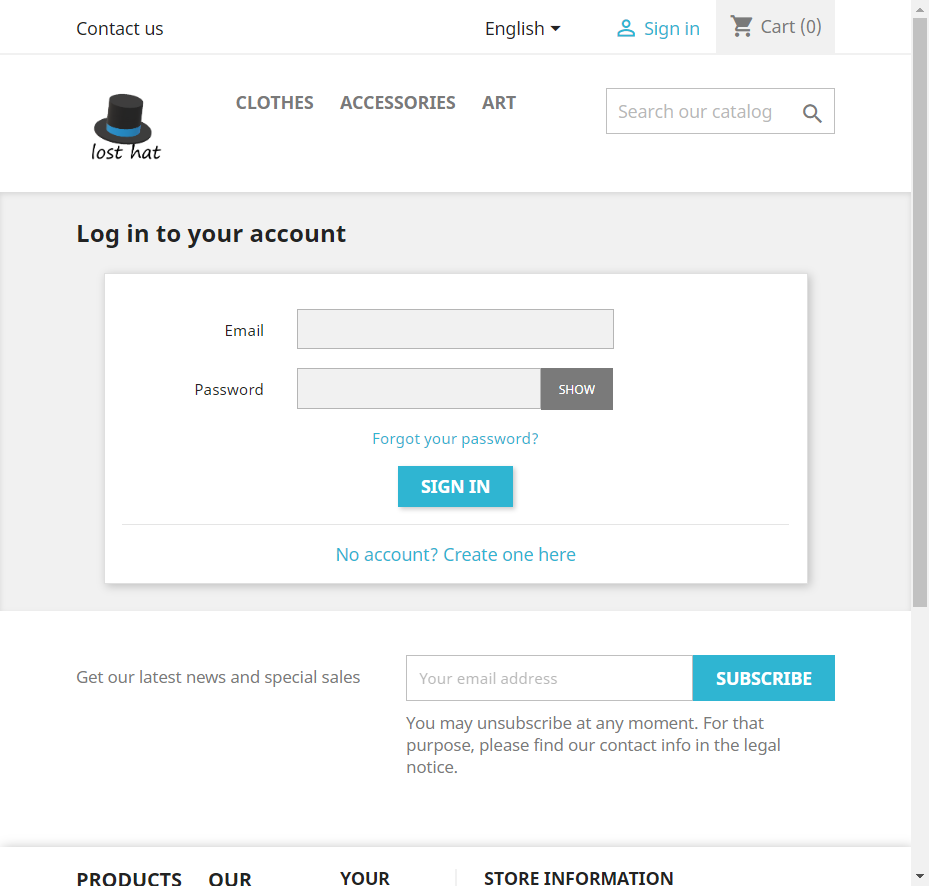 Contact us
English
Sign in
Cart (0)
lost hat
CLOTHES
ACCESSORIES
ART
Search our catalog
Log in to your account
Email
Password
SHOW
Forgot your password?
SIGN IN
No account? Create one here
Get our latest news and special sales
Your email address
SUBSCRIBE
You may unsubscribe at any moment. For that
purpose, please find our contact info in the legal
notice.
PRODUCTS
OUR
YOUR
STORE INFORMATION